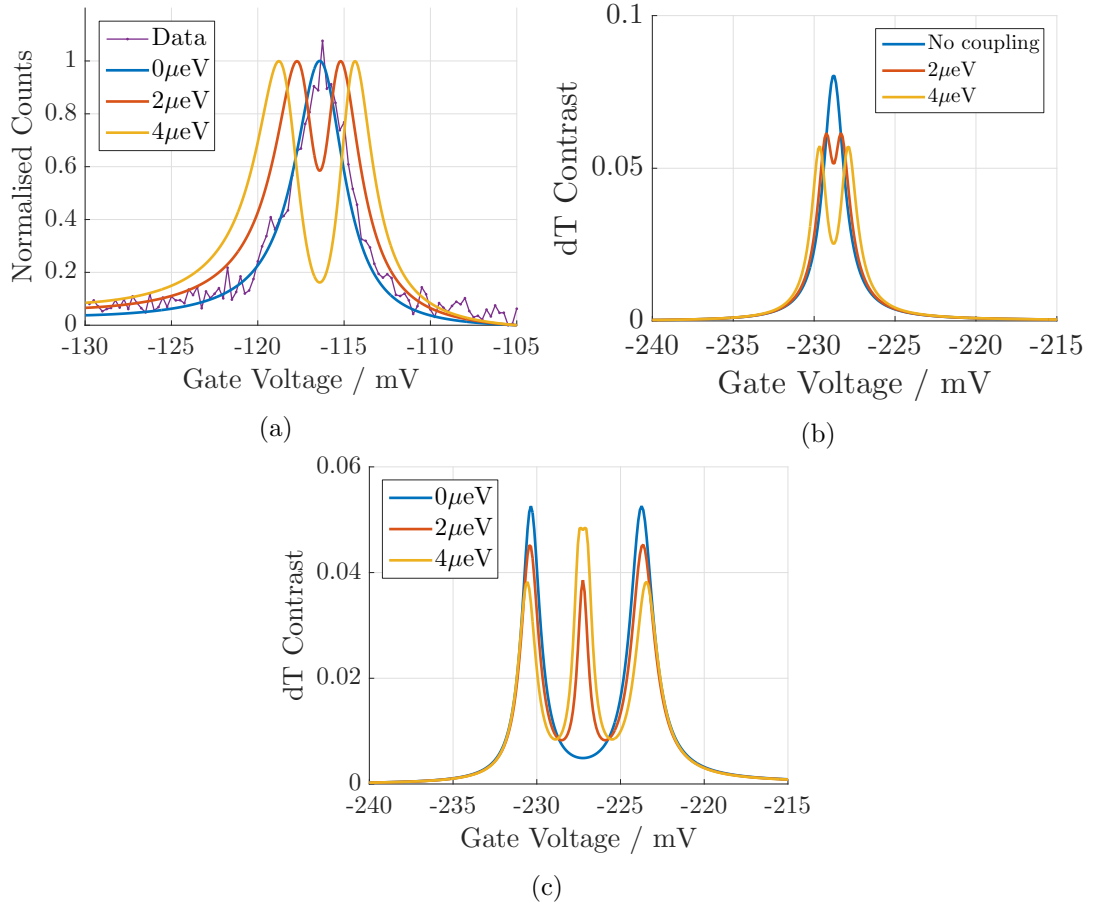 Normalised Counts
1
0.8
0.6
0.4
0.2
0
Data
0μeV
2μeV
4μeV
-130 -125 -120 -115 -110 -105
Gate Voltage / mV
(a)
dT Contrast
0.1
0.05
0
No coupling
2μeV
4μeV
-240 -235 -230 -225 -220 -215
Gate Voltage / mV
(b)
dT Contrast
0.06
0.04
0.02
0
0μeV
2μeV
4μeV
-240 -235 -230 -225 -220 -215
Gate Voltage / mV
(c)